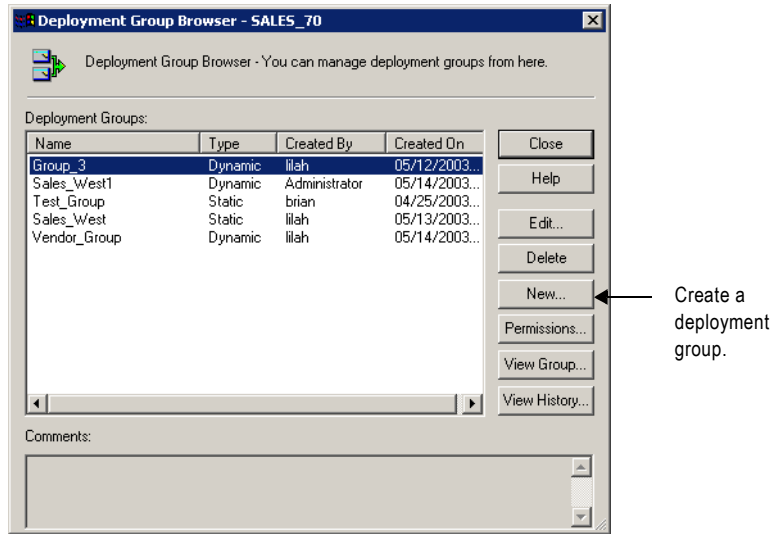 Deployment Group Browser - SALES_70
Deployment Group Browser - You can manage deployment groups from here.
Deployment Groups:
Name Type Created By Created On
Group_3 Dynamic lilah 05/12/2003...
Sales_West1 Dynamic Administrator 05/14/2003...
Test_Group Static brian 04/25/2003...
Sales_West Static lilah 05/13/2003...
Vendor_Group Dynamic lilah 05/14/2003...
Close
Help
Edit...
Delete
New...
Permissions...
View Group...
View History...
Create a
deployment
group.
Comments: